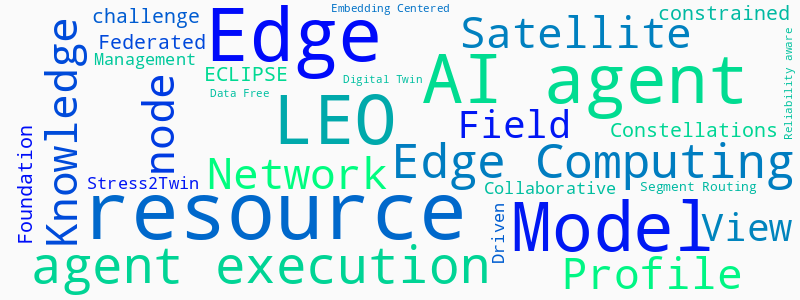 Embedding Centered
challenge
constrained
Edge
Satellite
Federated
Knowledge
Management
ECLIPSE
Digital Twin
AI agent
Reliability aware
Data Free
node
LEO
Field
Constellations
Foundation
Network
Edge Computing
Stress2Twin
Collaborative
Segment Routing
resource
Driven
Model
View
agent execution
Profile